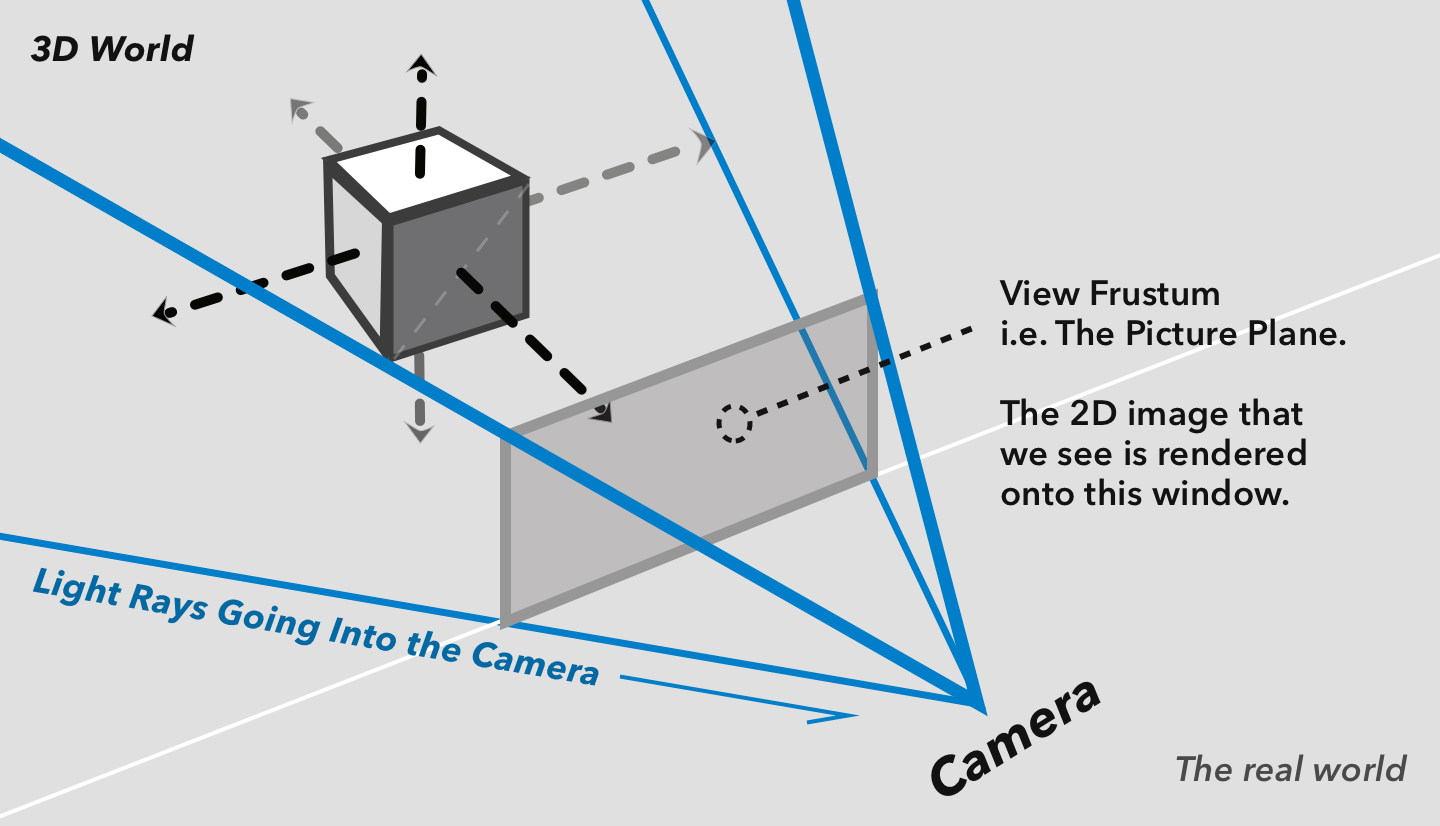 3D World
View Frustum
i.e. The Picture Plane.
The 2D image that
we see is rendered
onto this window.
Light Rays Going Into the Camera
Camera
The real world